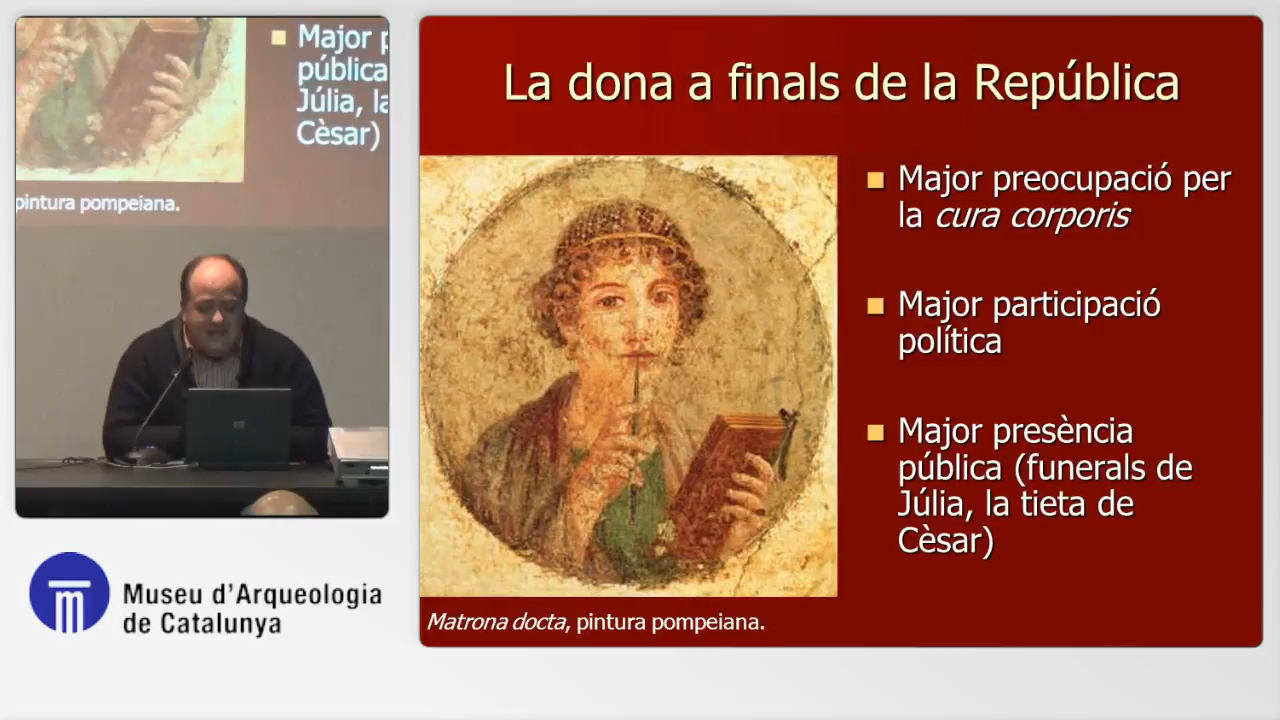 Major p
pública
Júlia, la
Cèsar)
pintura pompeiana.
Museu d'Arqueologia
de Catalunya
La dona a finals de la República
Major preocupació per
la cura corporis
Major participació
política
Major presència
pública (funerals de
Júlia, la tieta de
Cèsar)
Matrona docta, pintura pompeiana.